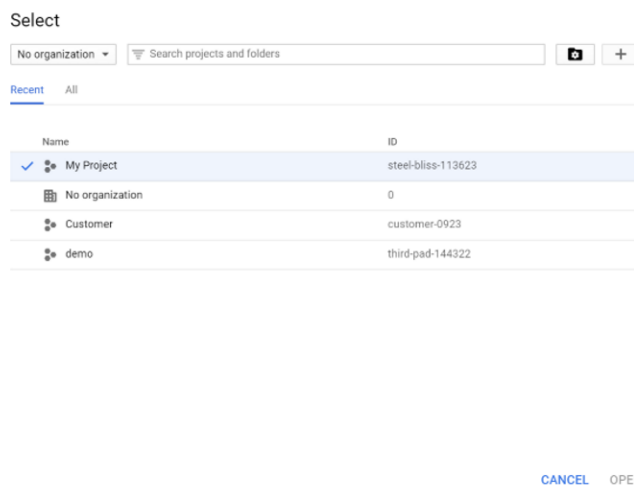 Select
No organization Search projects and folders
Recent All
Name ID
My Project steel-bliss-113623
No organization 0
Customer customer-0923
demo third-pad-144322
CANCEL OPE